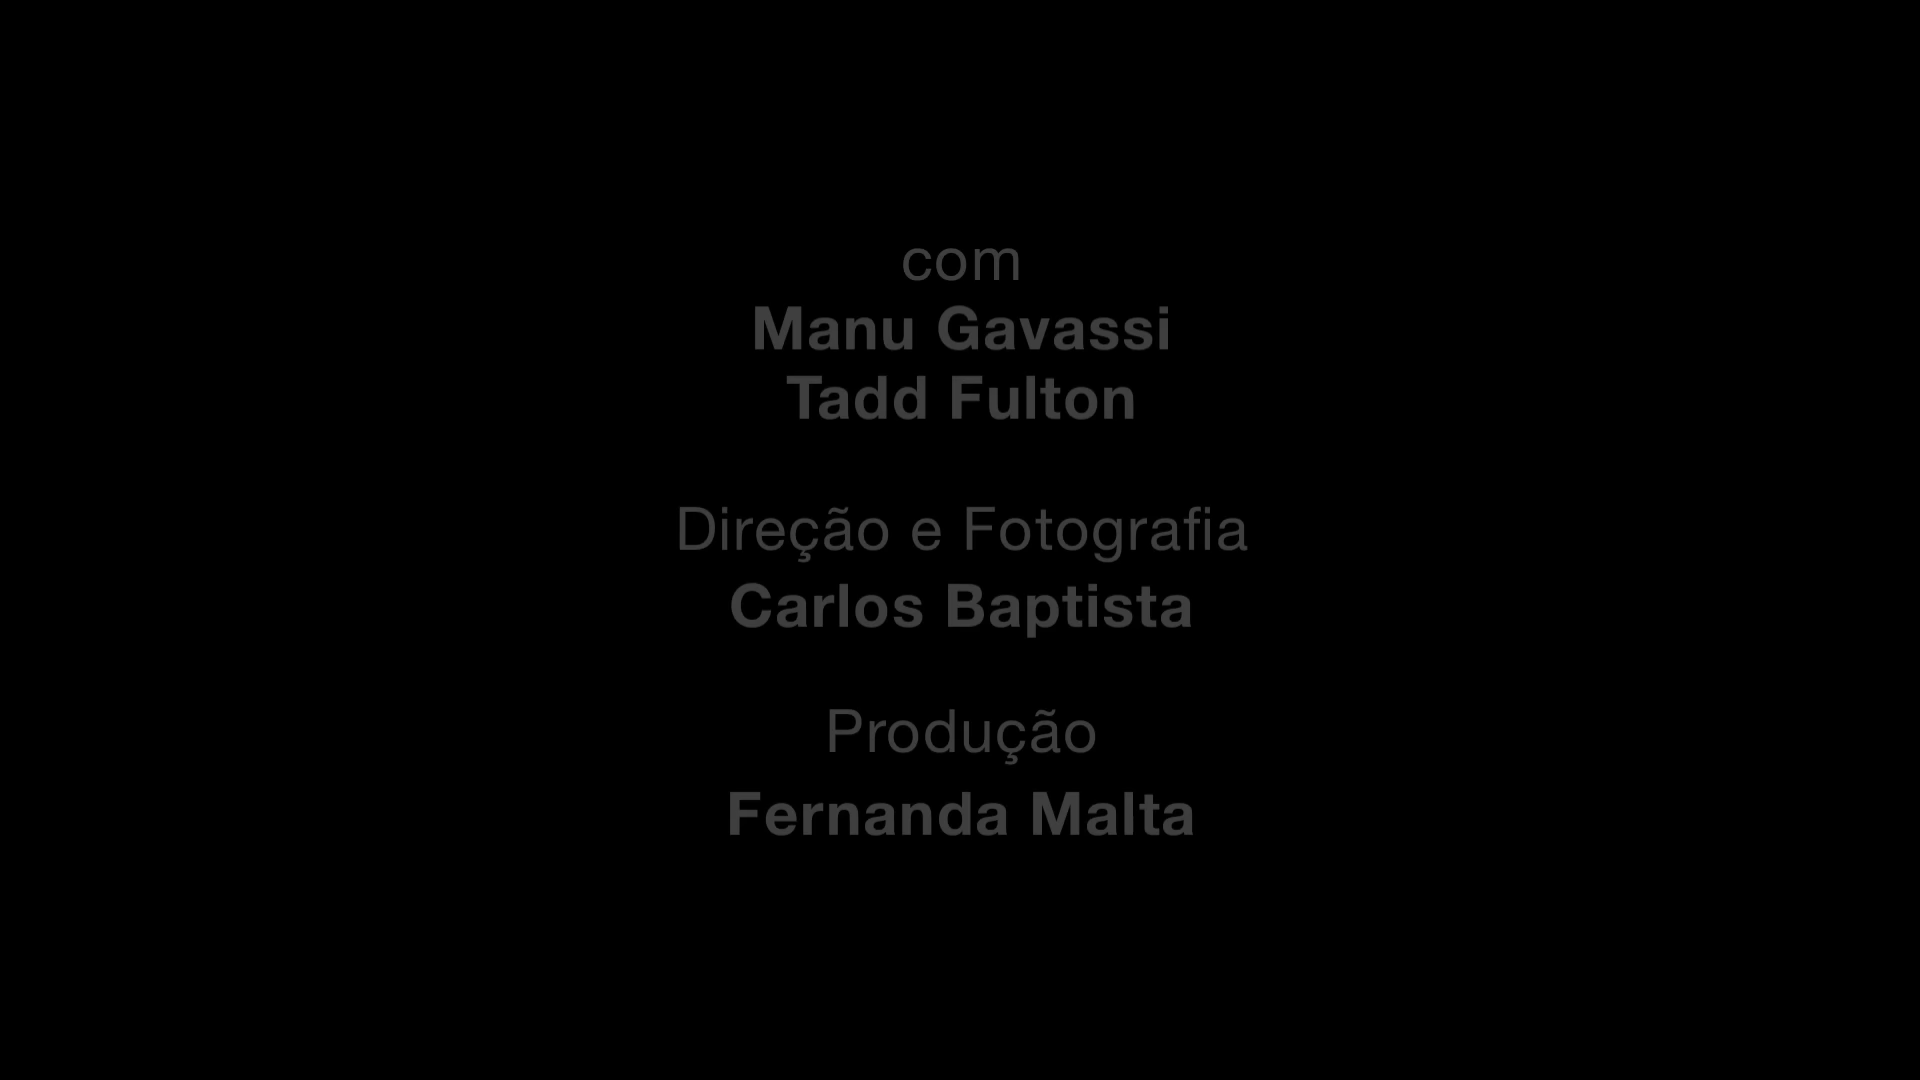 com
Manu Gavassi
Tadd Fulton
Direção e Fotografia
Carlos Baptista
Produção
Fernanda Malta